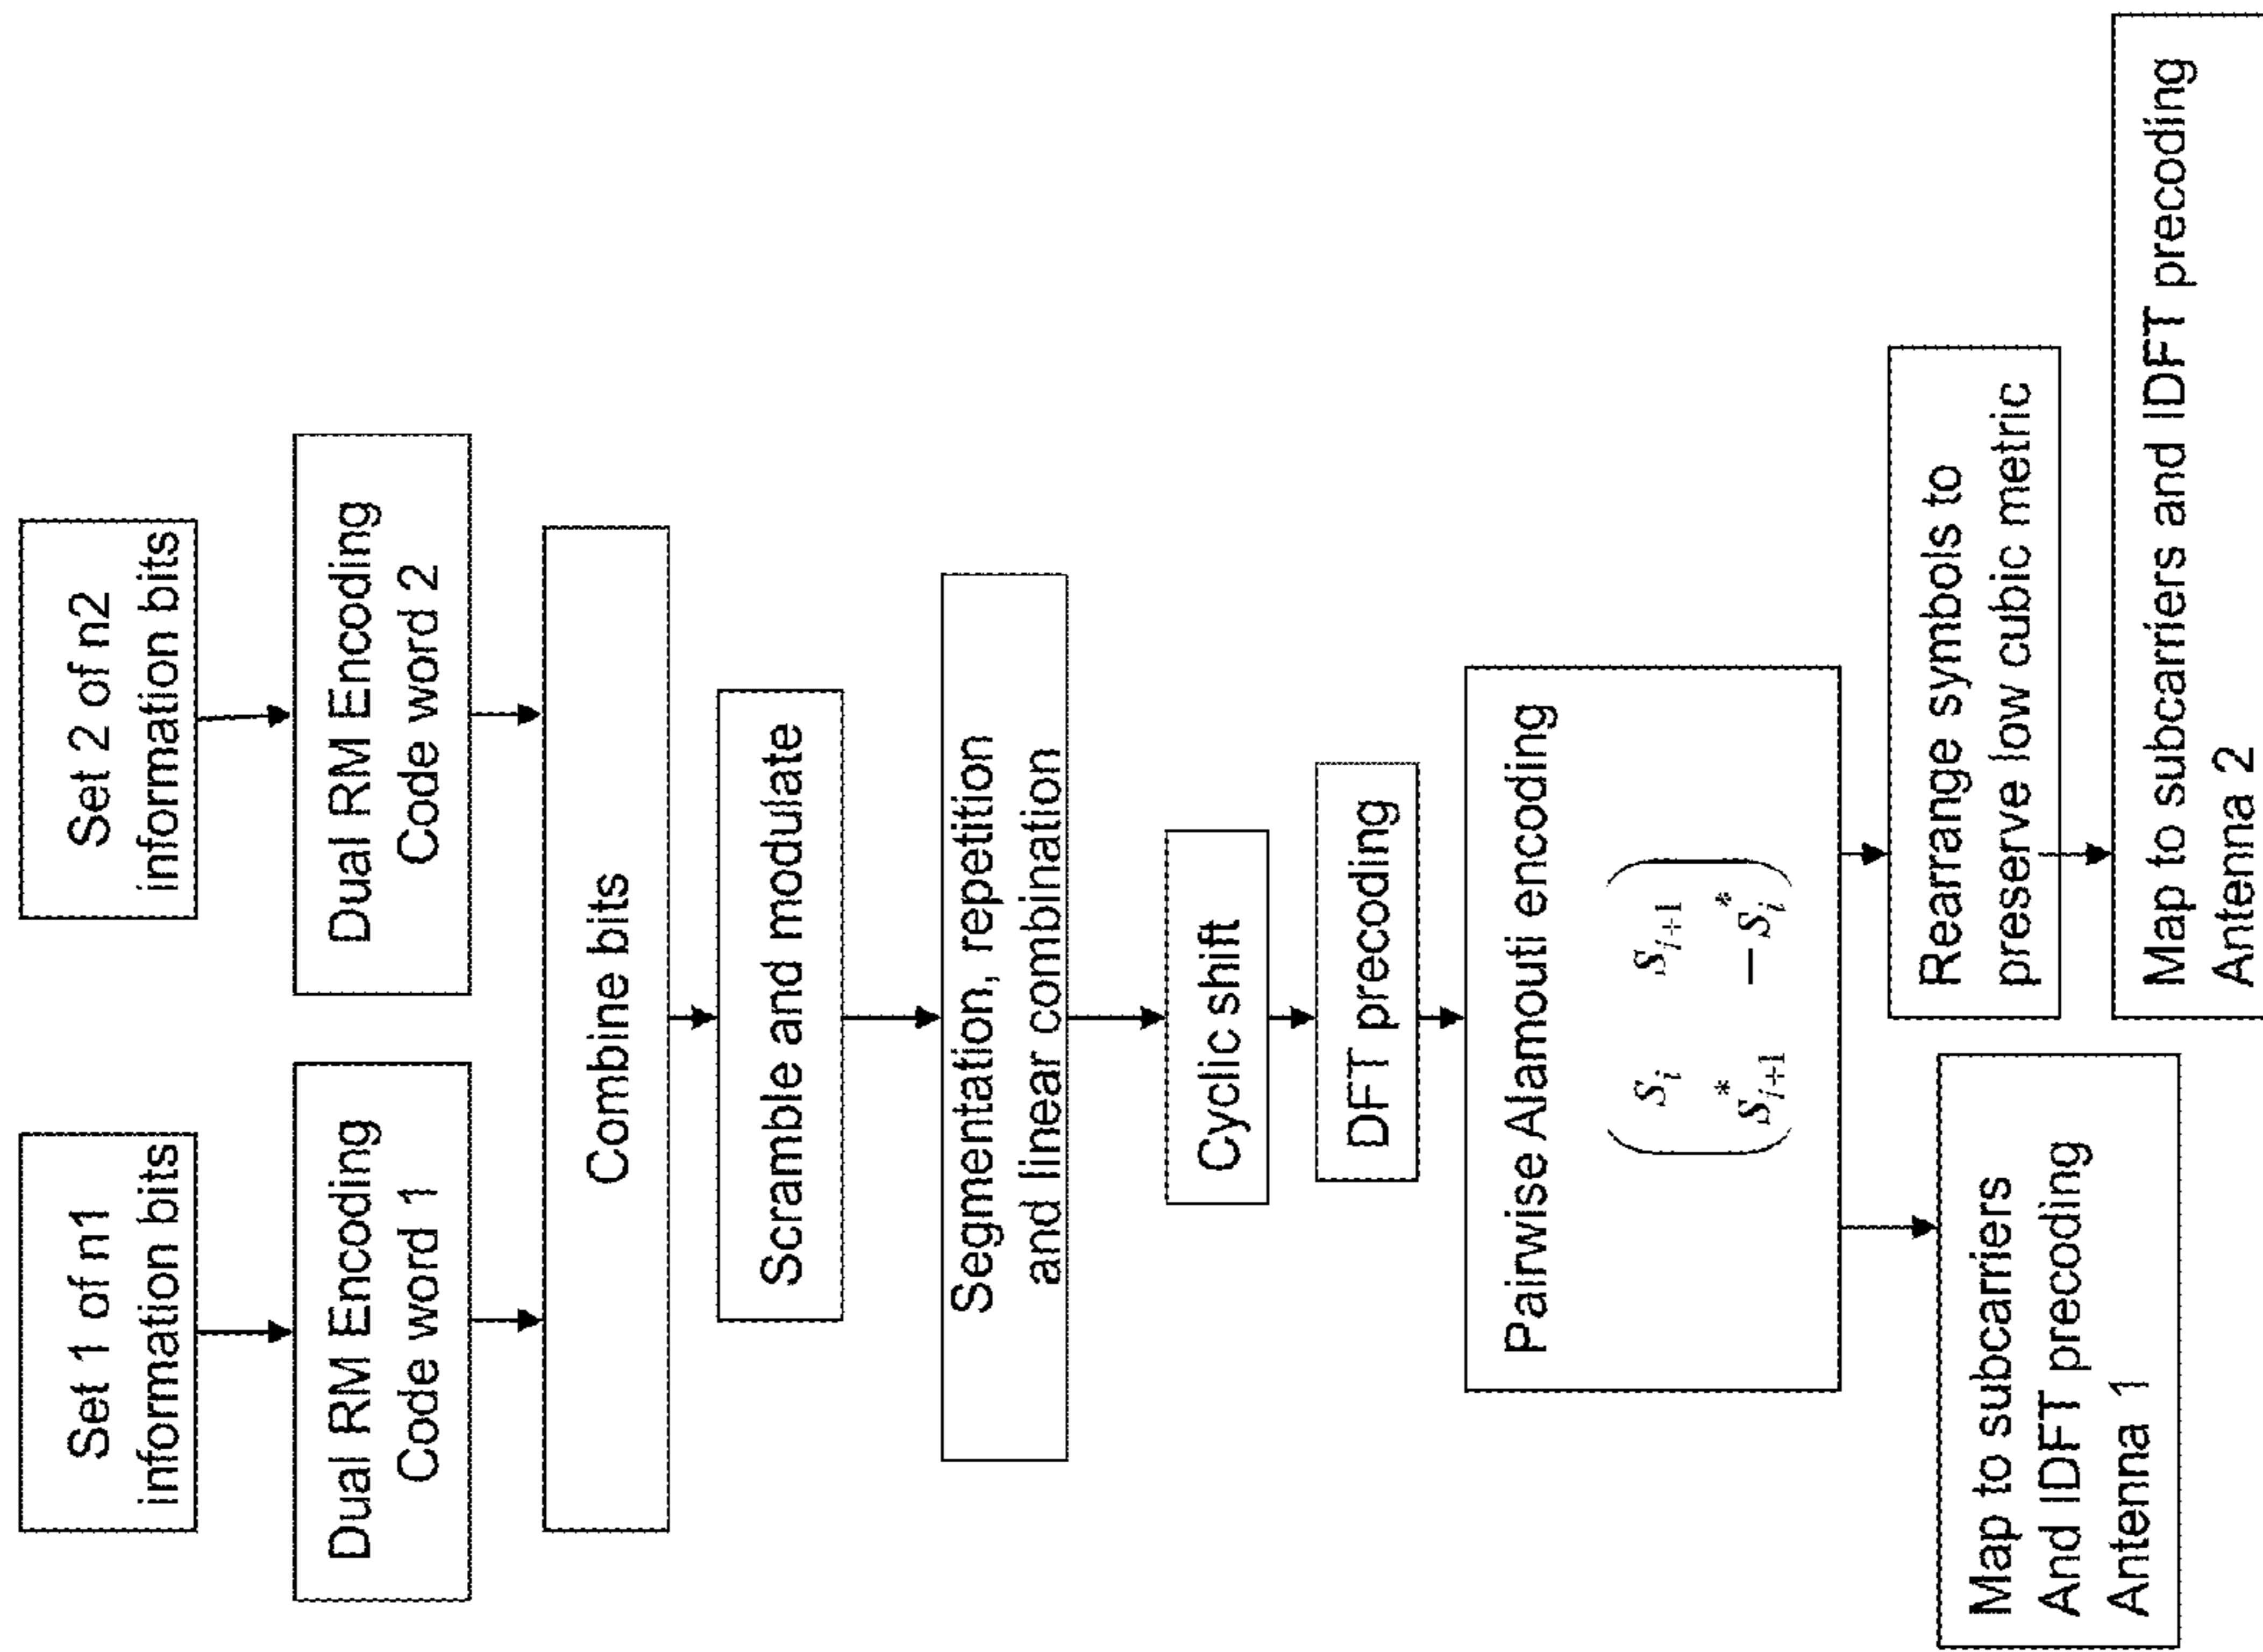 Set 1 of n1
information bits
Set 2 of n2
information bits
Dual RM Encoding
Code word 1
Dual RM Encoding
Code word 2
Combine bits
Scramble and modulate
Segmentation, repetition
and linear combination
Cyclic shift
DFT precoding
Pairwise Alamouti encoding
( s_i s_{i+1} )
( s*_{i+1} −s*_i )
Map to subcarriers
And IDFT precoding
Antenna 1
Rearrange symbols to
preserve low cubic metric
Map to subcarriers and IDFT precoding
Antenna 2